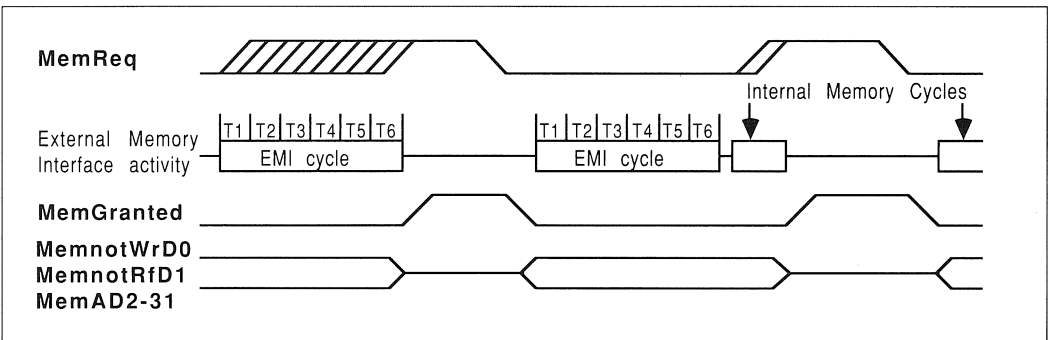 MemReq
Internal Memory Cycles
T1 T2 T3 T4 T5 T6
T1 T2 T3 T4 T5 T6
External Memory
Interface activity
EMI cycle
EMI cycle
MemGranted
MemnotWrD0
MemnotRfD1
MemAD2-31